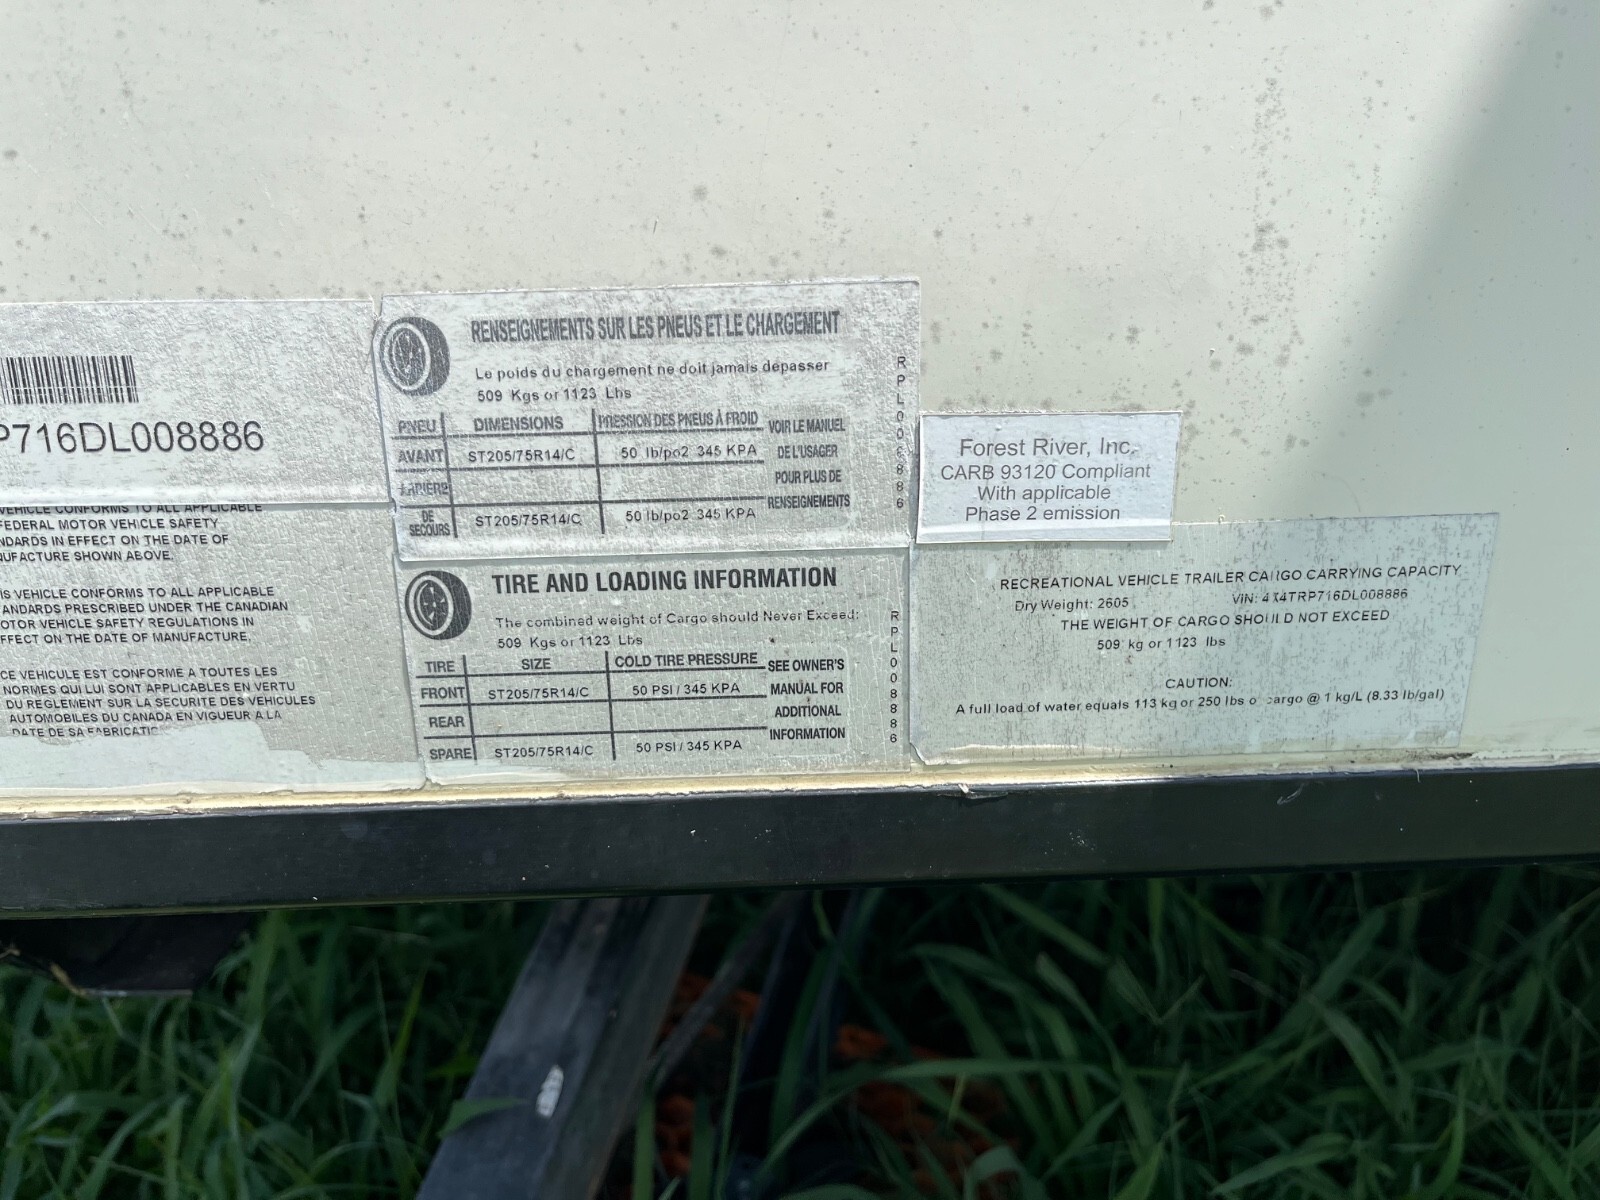 P716DL008886
VEHICLE CONFORMS TO ALL APPLICABLE
FEDERAL MOTOR VEHICLE SAFETY
NDARDS IN EFFECT ON THE DATE OF
UFACTURE SHOWN ABOVE.
IS VEHICLE CONFORMS TO ALL APPLICABLE
ANDARDS PRESCRIBED UNDER THE CANADIAN
OTOR VEHICLE SAFETY REGULATIONS IN
FFECT ON THE DATE OF MANUFACTURE.
CE VEHICULE EST CONFORME A TOUTES LES
NORMES QUI LUI SONT APPLICABLES EN VERTU
DU REGLEMENT SUR LA SECURITE DES VEHICULES
AUTOMOBILES DU CANADA EN VIGUEUR A LA
DATE DE SA FABRICATIO
RENSEIGNEMENTS SUR LES PNEUS ET LE CHARGEMENT
Le poids du chargement ne doit jamais dépasser
509 Kgs or 1123 Lbs
PNEU DIMENSIONS PRESSION DES PNEUS À FROID VOIR LE MANUEL
AVANT ST205/75R14/C 50 lb/po2 345 KPA DE L'USAGER
POUR PLUS DE
DE SECOURS ST205/75R14/C 50 lb/po2 345 KPA RENSEIGNEMENTS
RPL008886
TIRE AND LOADING INFORMATION
The combined weight of Cargo should Never Exceed:
509 Kgs or 1123 Lbs
TIRE SIZE COLD TIRE PRESSURE SEE OWNER'S
FRONT ST205/75R14/C 50 PSI / 345 KPA MANUAL FOR
REAR ADDITIONAL
SPARE ST205/75R14/C 50 PSI / 345 KPA INFORMATION
RPL008886
Forest River, Inc.
CARB 93120 Compliant
With applicable
Phase 2 emission
RECREATIONAL VEHICLE TRAILER CARGO CARRYING CAPACITY
Dry Weight: 2605 VIN: 4X4TRP716DL008886
THE WEIGHT OF CARGO SHOULD NOT EXCEED
509 kg or 1123 lbs
CAUTION:
A full load of water equals 113 kg or 250 lbs of cargo @ 1 kg/L (8.33 lb/gal)